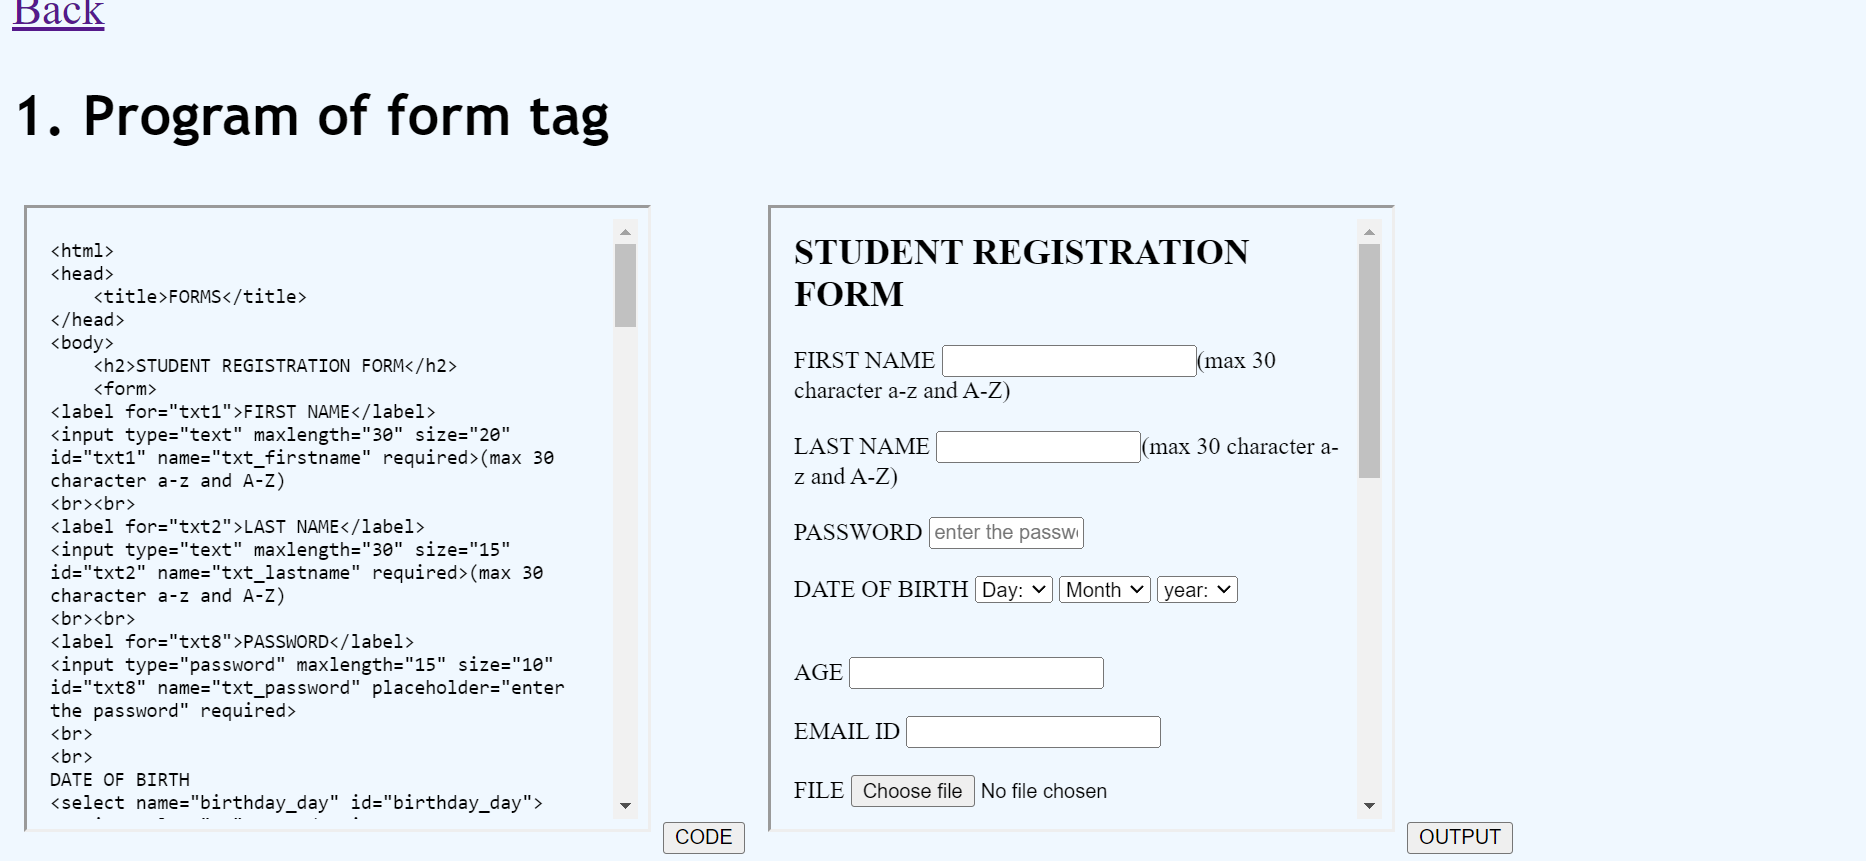 Back
1. Program of form tag
<html>
<head>
<title>FORMS</title>
</head>
<body>
<h2>STUDENT REGISTRATION FORM</h2>
<form>
<label for="txt1">FIRST NAME</label>
<input type="text" maxlength="30" size="20"
id="txt1" name="txt_firstname" required>(max 30
character a-z and A-Z)
<br><br>
<label for="txt2">LAST NAME</label>
<input type="text" maxlength="30" size="15"
id="txt2" name="txt_lastname" required>(max 30
character a-z and A-Z)
<br><br>
<label for="txt8">PASSWORD</label>
<input type="password" maxlength="15" size="10"
id="txt8" name="txt_password" placeholder="enter
the password" required>
<br>
<br>
DATE OF BIRTH
<select name="birthday_day" id="birthday_day">
CODE
STUDENT REGISTRATION
FORM
FIRST NAME (max 30
character a-z and A-Z)
LAST NAME (max 30 character a-
z and A-Z)
PASSWORD enter the passw
DATE OF BIRTH Day: Month year:
AGE
EMAIL ID
FILE Choose file No file chosen
OUTPUT